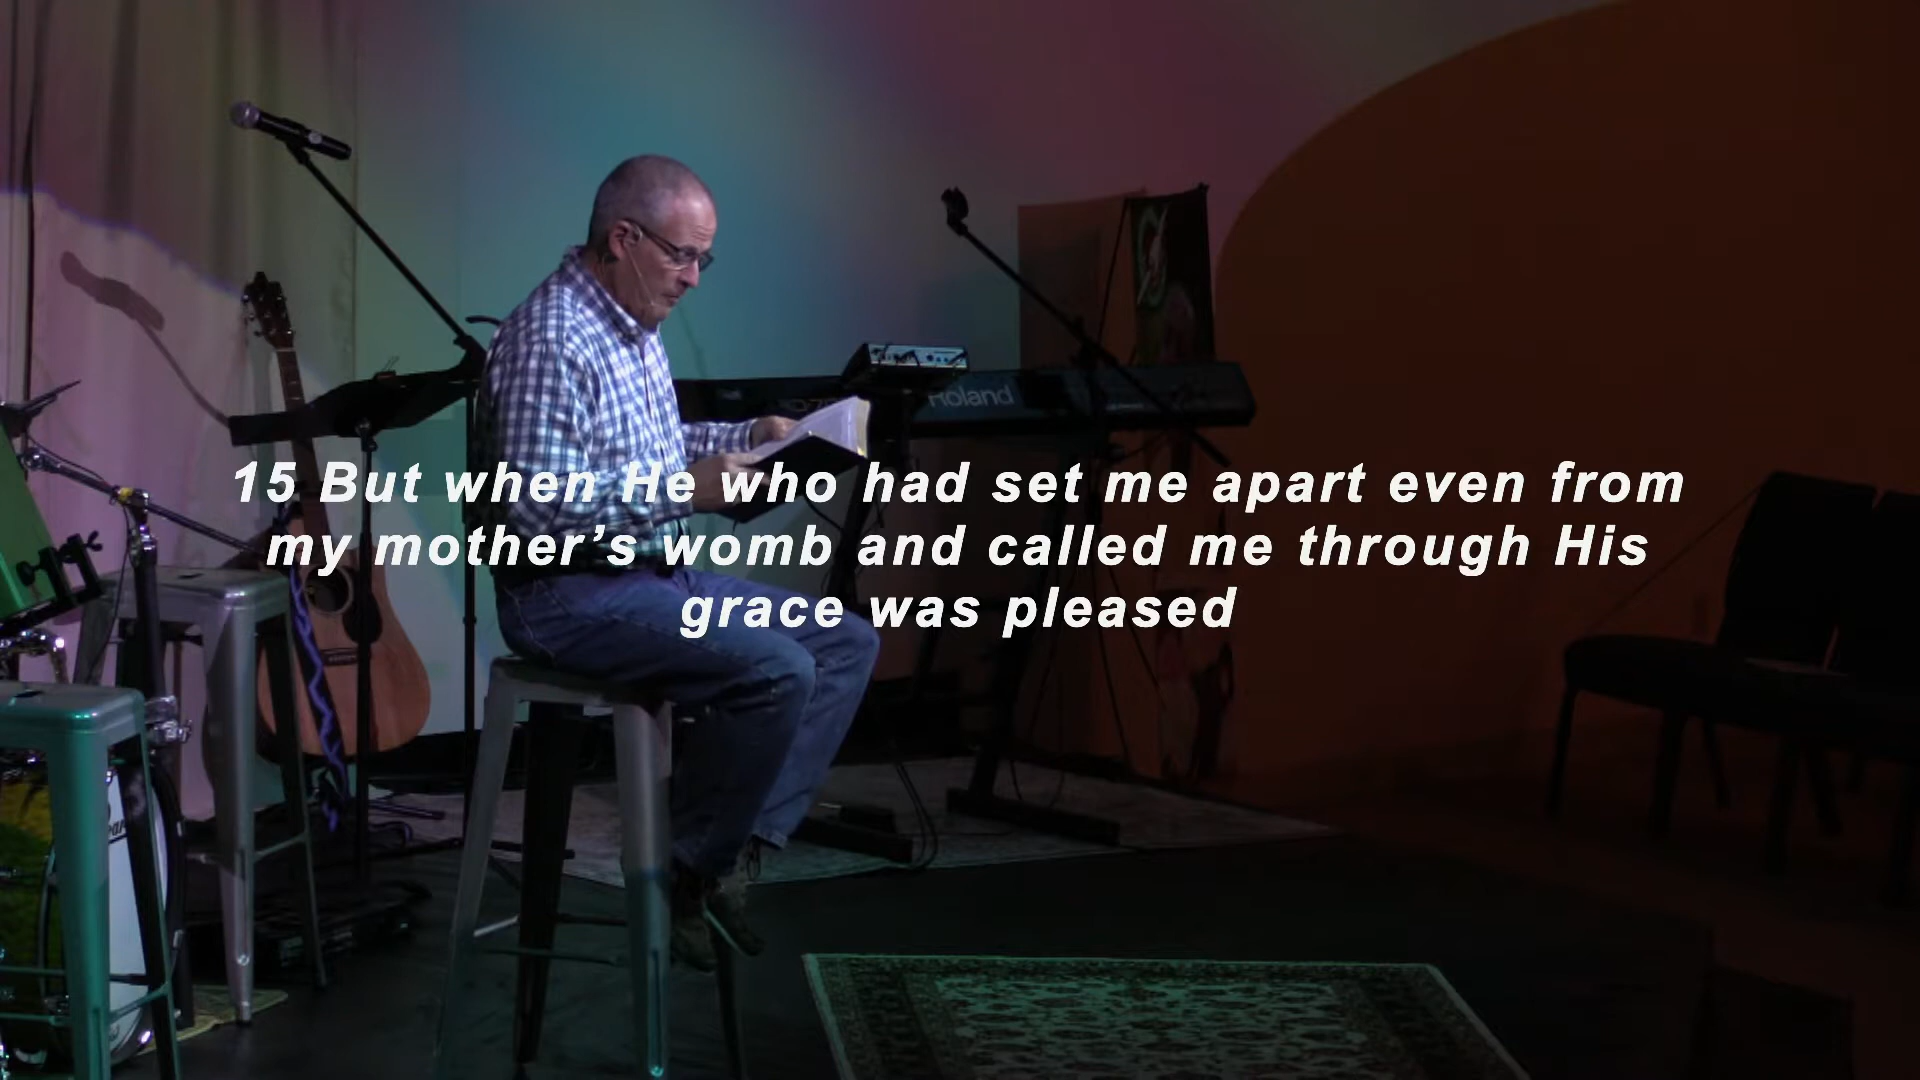 15 But when He who had set me apart even from
my mother’s womb and called me through His
grace was pleased
Roland